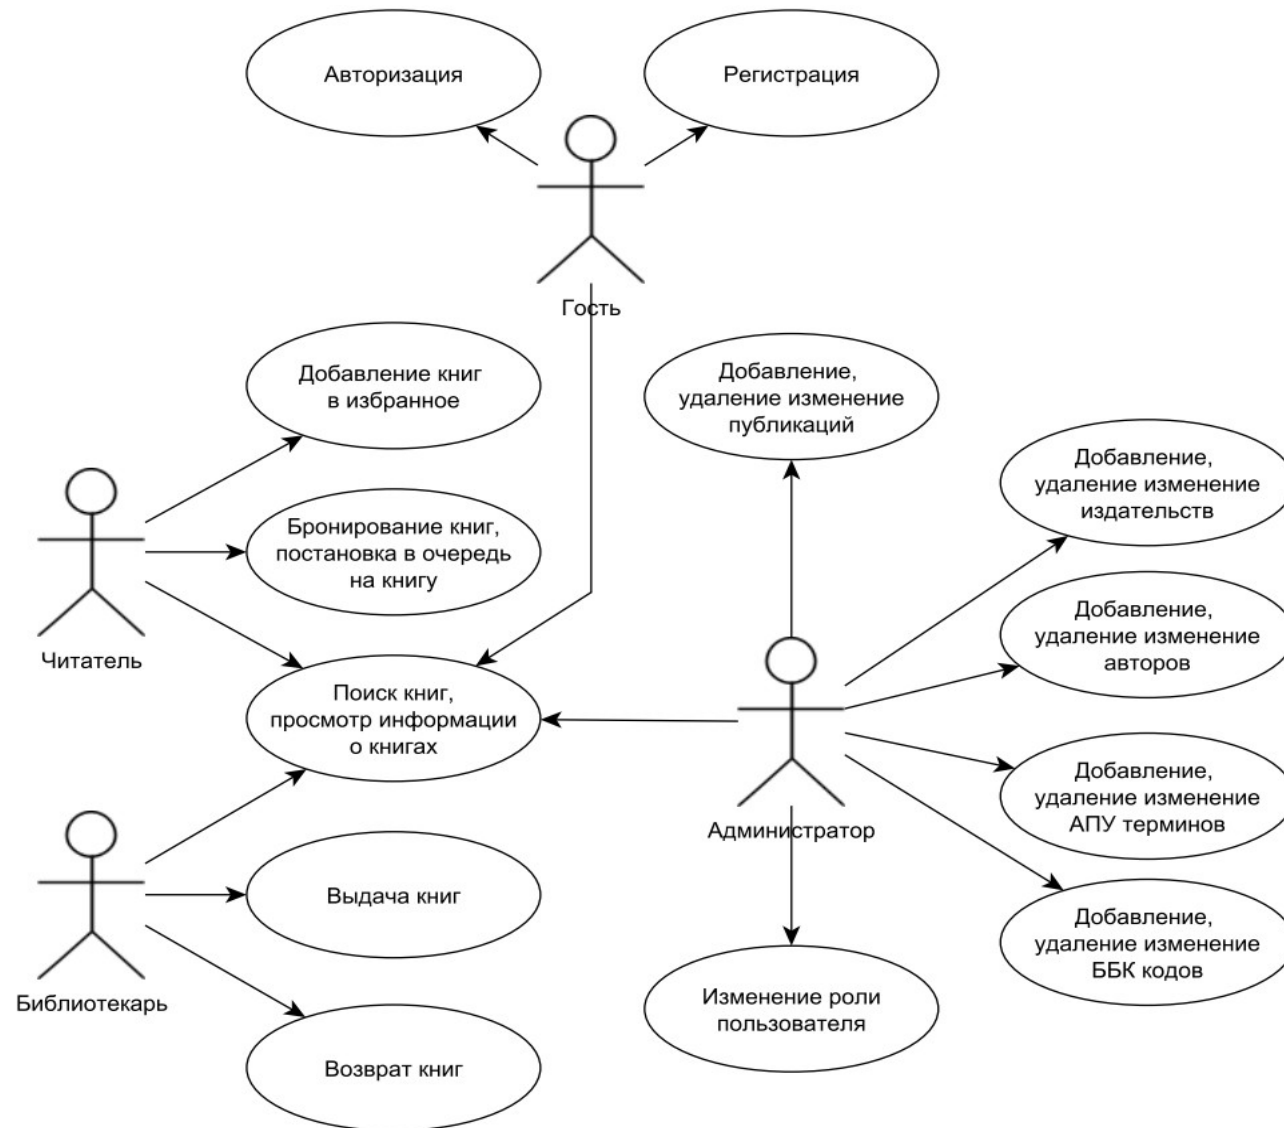 Авторизация
Регистрация
Гость
Добавление книг
в избранное
Добавление,
удаление изменение
публикаций
Добавление,
удаление изменение
издательств
Бронирование книг,
постановка в очередь
на книгу
Читатель
Добавление,
удаление изменение
авторов
Поиск книг,
просмотр информации
о книгах
Администратор
Добавление,
удаление изменение
АПУ терминов
Выдача книг
Библиотекарь
Добавление,
удаление изменение
ББК кодов
Изменение роли
пользователя
Возврат книг